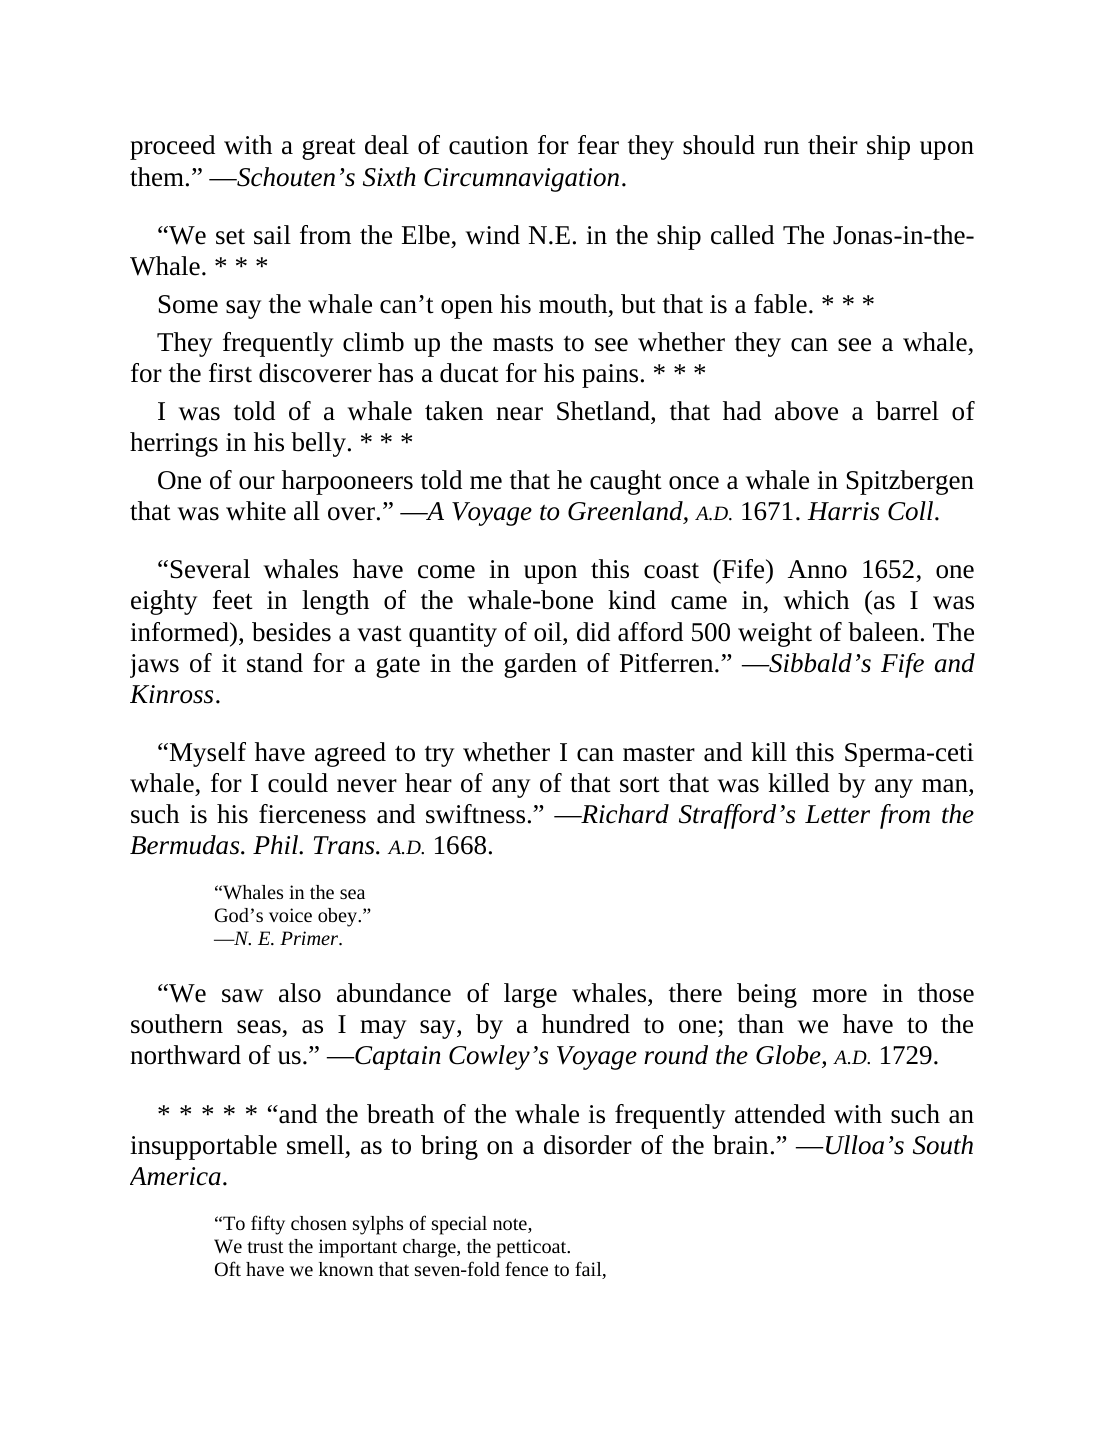 proceed with a great deal of caution for fear they should run their ship upon
them.” —Schouten’s Sixth Circumnavigation.
“We set sail from the Elbe, wind N.E. in the ship called The Jonas-in-the-
Whale. * * *
Some say the whale can’t open his mouth, but that is a fable. * * *
They frequently climb up the masts to see whether they can see a whale,
for the first discoverer has a ducat for his pains. * * *
I was told of a whale taken near Shetland, that had above a barrel of
herrings in his belly. * * *
One of our harpooneers told me that he caught once a whale in Spitzbergen
that was white all over.” —A Voyage to Greenland, A.D. 1671. Harris Coll.
“Several whales have come in upon this coast (Fife) Anno 1652, one
eighty feet in length of the whale-bone kind came in, which (as I was
informed), besides a vast quantity of oil, did afford 500 weight of baleen. The
jaws of it stand for a gate in the garden of Pitferren.” —Sibbald’s Fife and
Kinross.
“Myself have agreed to try whether I can master and kill this Sperma-ceti
whale, for I could never hear of any of that sort that was killed by any man,
such is his fierceness and swiftness.” —Richard Strafford’s Letter from the
Bermudas. Phil. Trans. A.D. 1668.
“Whales in the sea
God’s voice obey.”
—N. E. Primer.
“We saw also abundance of large whales, there being more in those
southern seas, as I may say, by a hundred to one; than we have to the
northward of us.” —Captain Cowley’s Voyage round the Globe, A.D. 1729.
* * * * * “and the breath of the whale is frequently attended with such an
insupportable smell, as to bring on a disorder of the brain.” —Ulloa’s South
America.
“To fifty chosen sylphs of special note,
We trust the important charge, the petticoat.
Oft have we known that seven-fold fence to fail,